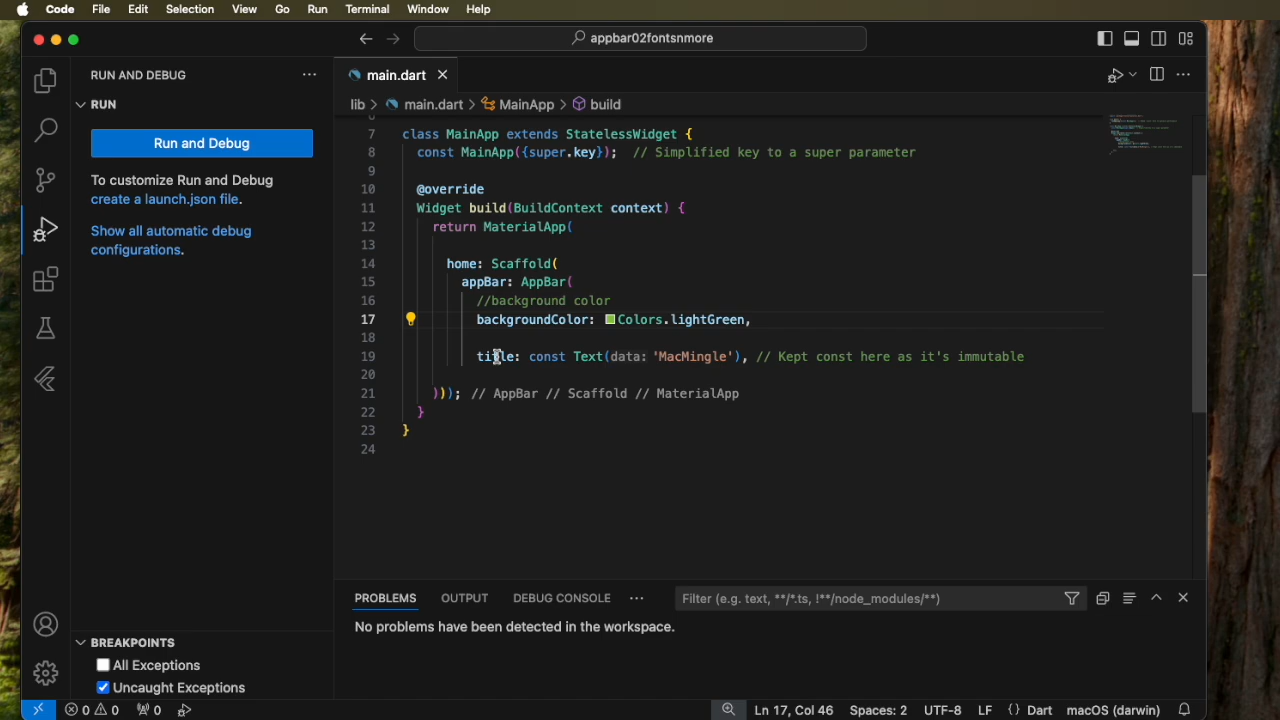 Code File Edit Selection View Go Run Terminal Window Help
appbar02fontsnmore
RUN AND DEBUG
RUN
Run and Debug
To customize Run and Debug
create a launch.json file.
Show all automatic debug
configurations.
BREAKPOINTS
All Exceptions
Uncaught Exceptions
main.dart
lib > main.dart > MainApp > build
7 class MainApp extends StatelessWidget {
8 const MainApp({super.key}); // Simplified key to a super parameter
9
10 @override
11 Widget build(BuildContext context) {
12 return MaterialApp(
13
14 home: Scaffold(
15 appBar: AppBar(
16 //background color
17 backgroundColor: Colors.lightGreen,
18
19 title: const Text(data: 'MacMingle'), // Kept const here as it's immutable
20
21 ))); // AppBar // Scaffold // MaterialApp
22 }
23 }
24
PROBLEMS OUTPUT DEBUG CONSOLE
Filter (e.g. text, **/*.ts, !**/node_modules/**)
No problems have been detected in the workspace.
0 0 0 Ln 17, Col 46 Spaces: 2 UTF-8 LF {} Dart macOS (darwin)